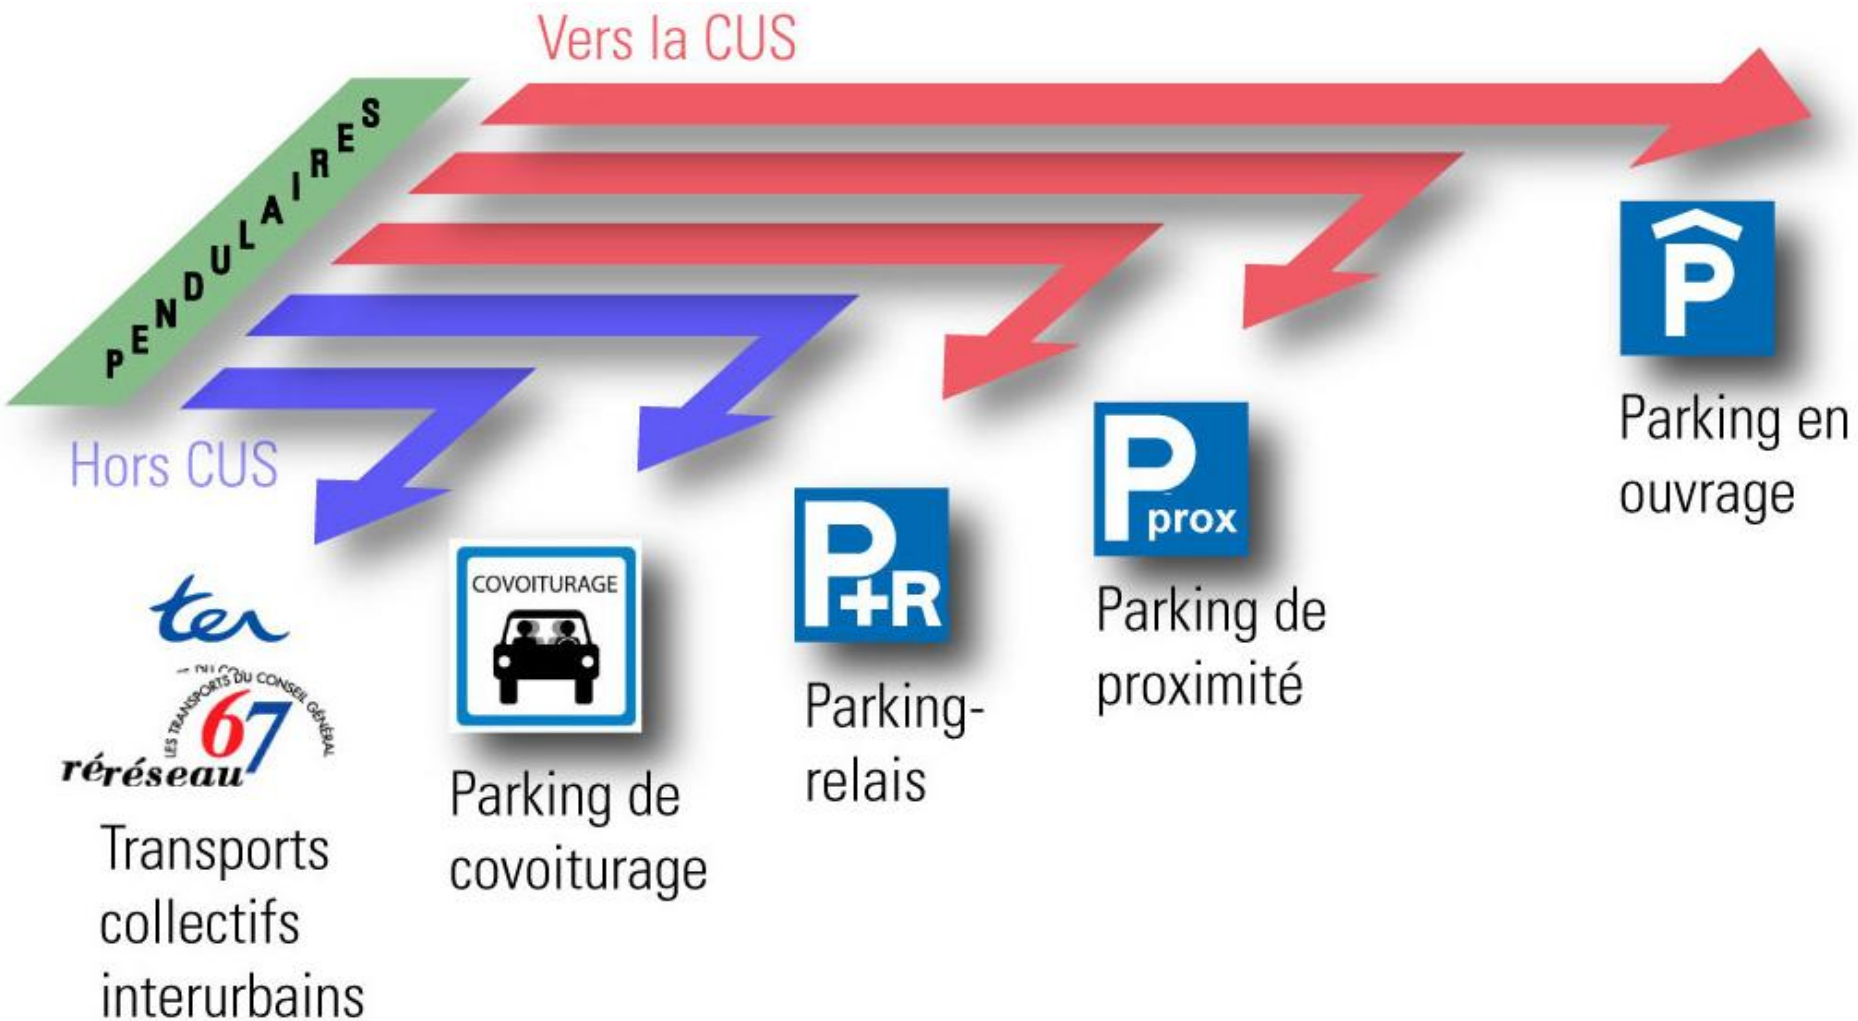 Vers la CUS
PENDULAIRES
Hors CUS
P
Parking en
ouvrage
P
prox
Parking de
proximité
P+R
Parking-
relais
COVOITURAGE
Parking de
covoiturage
ter
LES TRANSPORTS DU CONSEIL GÉNÉRAL
67
réréseau
Transports
collectifs
interurbains